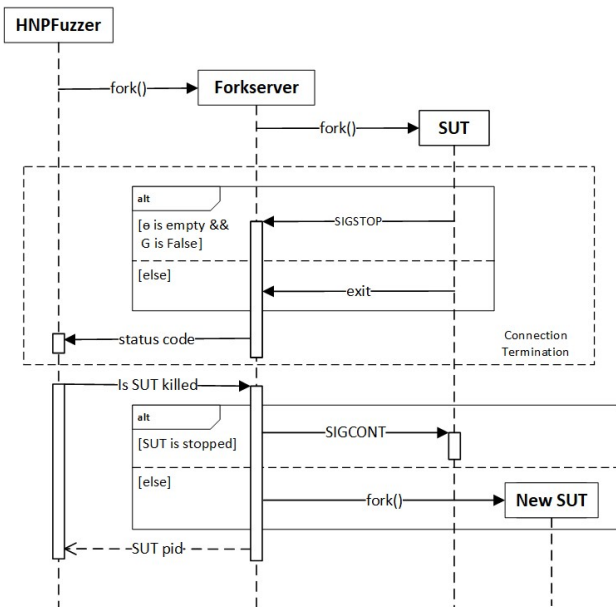 HNPFuzzer
fork()
Forkserver
fork()
SUT
alt
[ɵ is empty &&
G is False]
SIGSTOP
[else]
exit
status code
Connection
Termination
Is SUT killed
alt
[SUT is stopped]
SIGCONT
[else]
fork()
New SUT
SUT pid